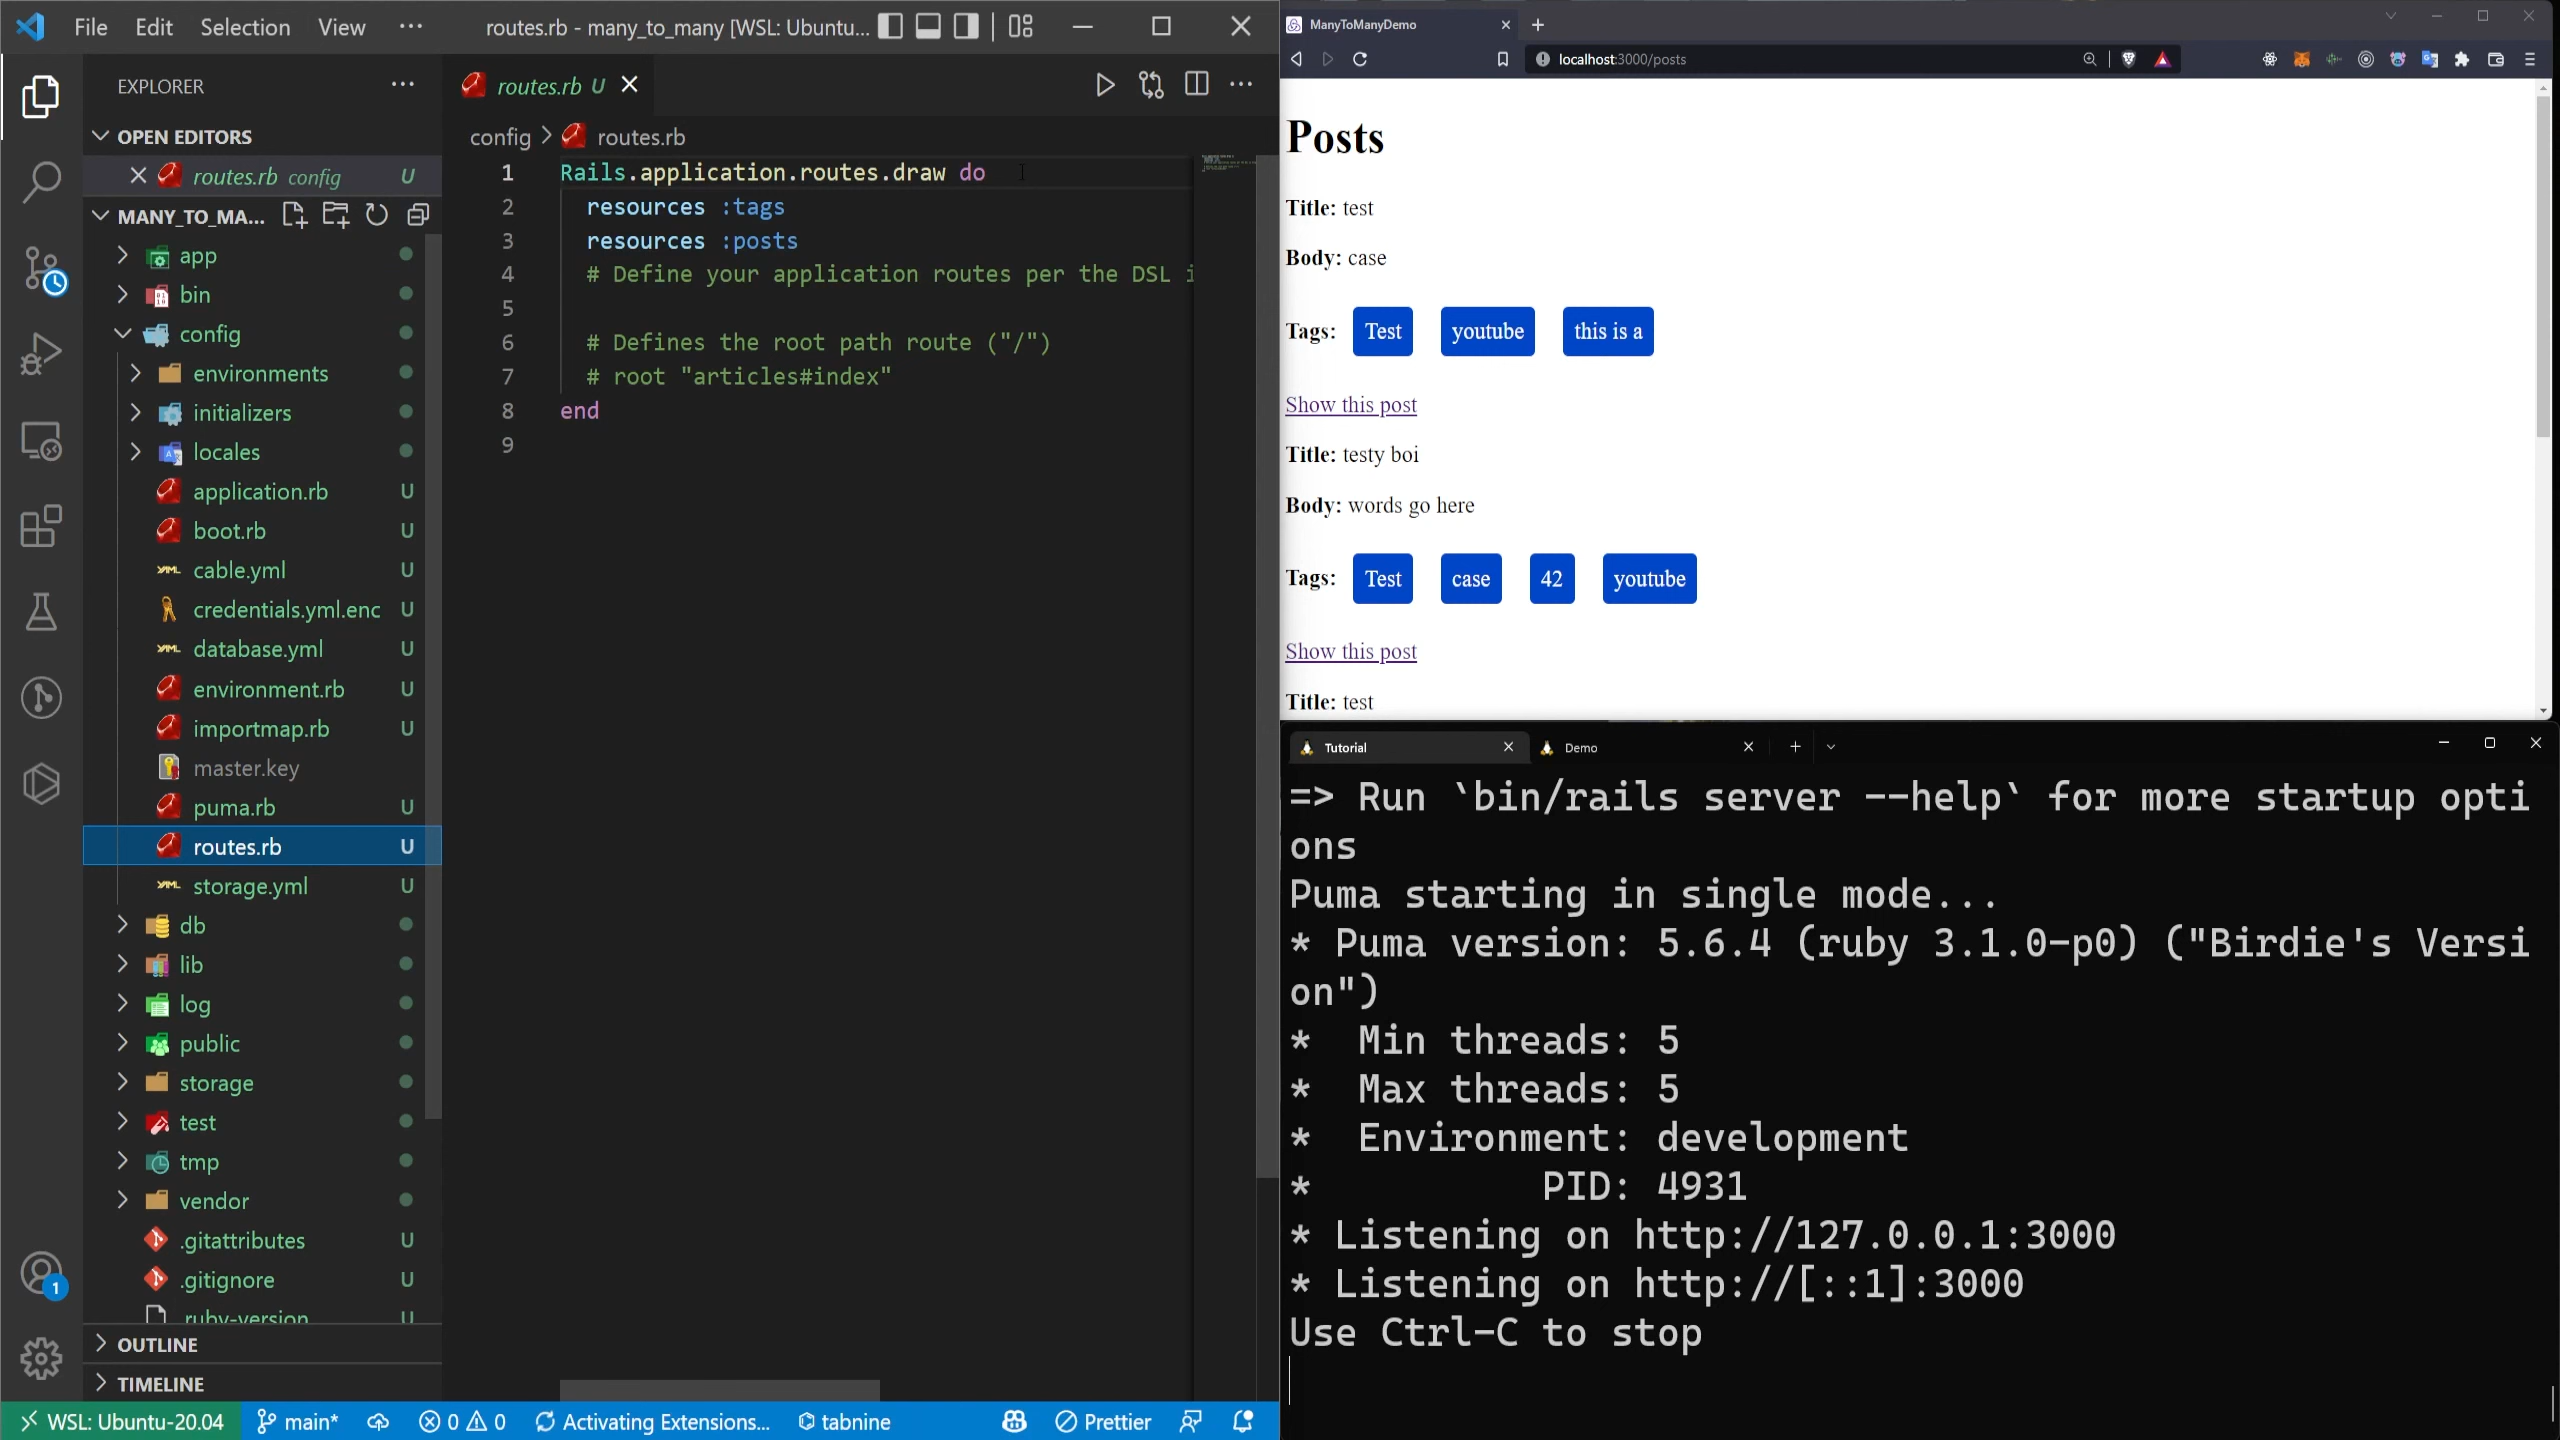 File Edit Selection View ···
routes.rb - many_to_many [WSL: Ubuntu...
EXPLORER
OPEN EDITORS
routes.rb config U
MANY_TO_MA...
app
bin
config
environments
initializers
locales
application.rb U
boot.rb U
cable.yml U
credentials.yml.enc U
database.yml U
environment.rb U
importmap.rb U
master.key
puma.rb U
routes.rb U
storage.yml U
db
lib
log
public
storage
test
tmp
vendor
.gitattributes U
.gitignore U
.ruby-version U
OUTLINE
TIMELINE
routes.rb U
config > routes.rb
1 Rails.application.routes.draw do
2 resources :tags
3 resources :posts
4 # Define your application routes per the DSL i
5
6 # Defines the root path route ("/")
7 # root "articles#index"
8 end
9
WSL: Ubuntu-20.04 main* 0 0 Activating Extensions... tabnine Prettier
1
ManyToManyDemo
localhost:3000/posts
Posts
Title: test
Body: case
Tags: Test youtube this is a
Show this post
Title: testy boi
Body: words go here
Tags: Test case 42 youtube
Show this post
Title: test
Tutorial Demo
=> Run `bin/rails server --help` for more startup opti
ons
Puma starting in single mode...
* Puma version: 5.6.4 (ruby 3.1.0-p0) ("Birdie's Versi
on")
* Min threads: 5
* Max threads: 5
* Environment: development
* PID: 4931
* Listening on http://127.0.0.1:3000
* Listening on http://[::1]:3000
Use Ctrl-C to stop